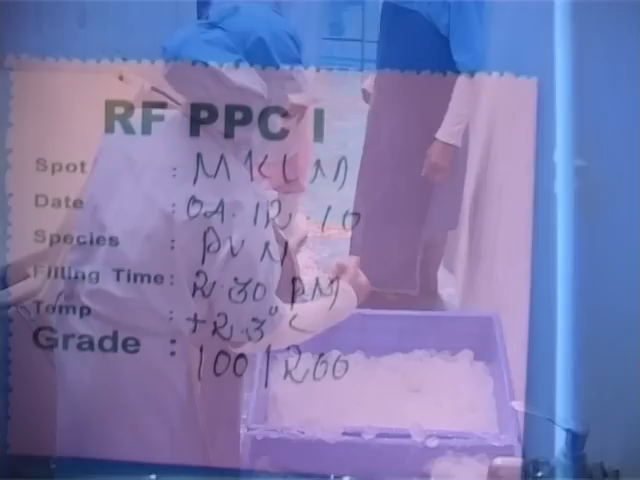 RF PPC I
Spot : MKLM
Date : 04.12.10
Species : PVN
Filling Time: 2.30 PM
Temp : +2.3°C
Grade : 100/200